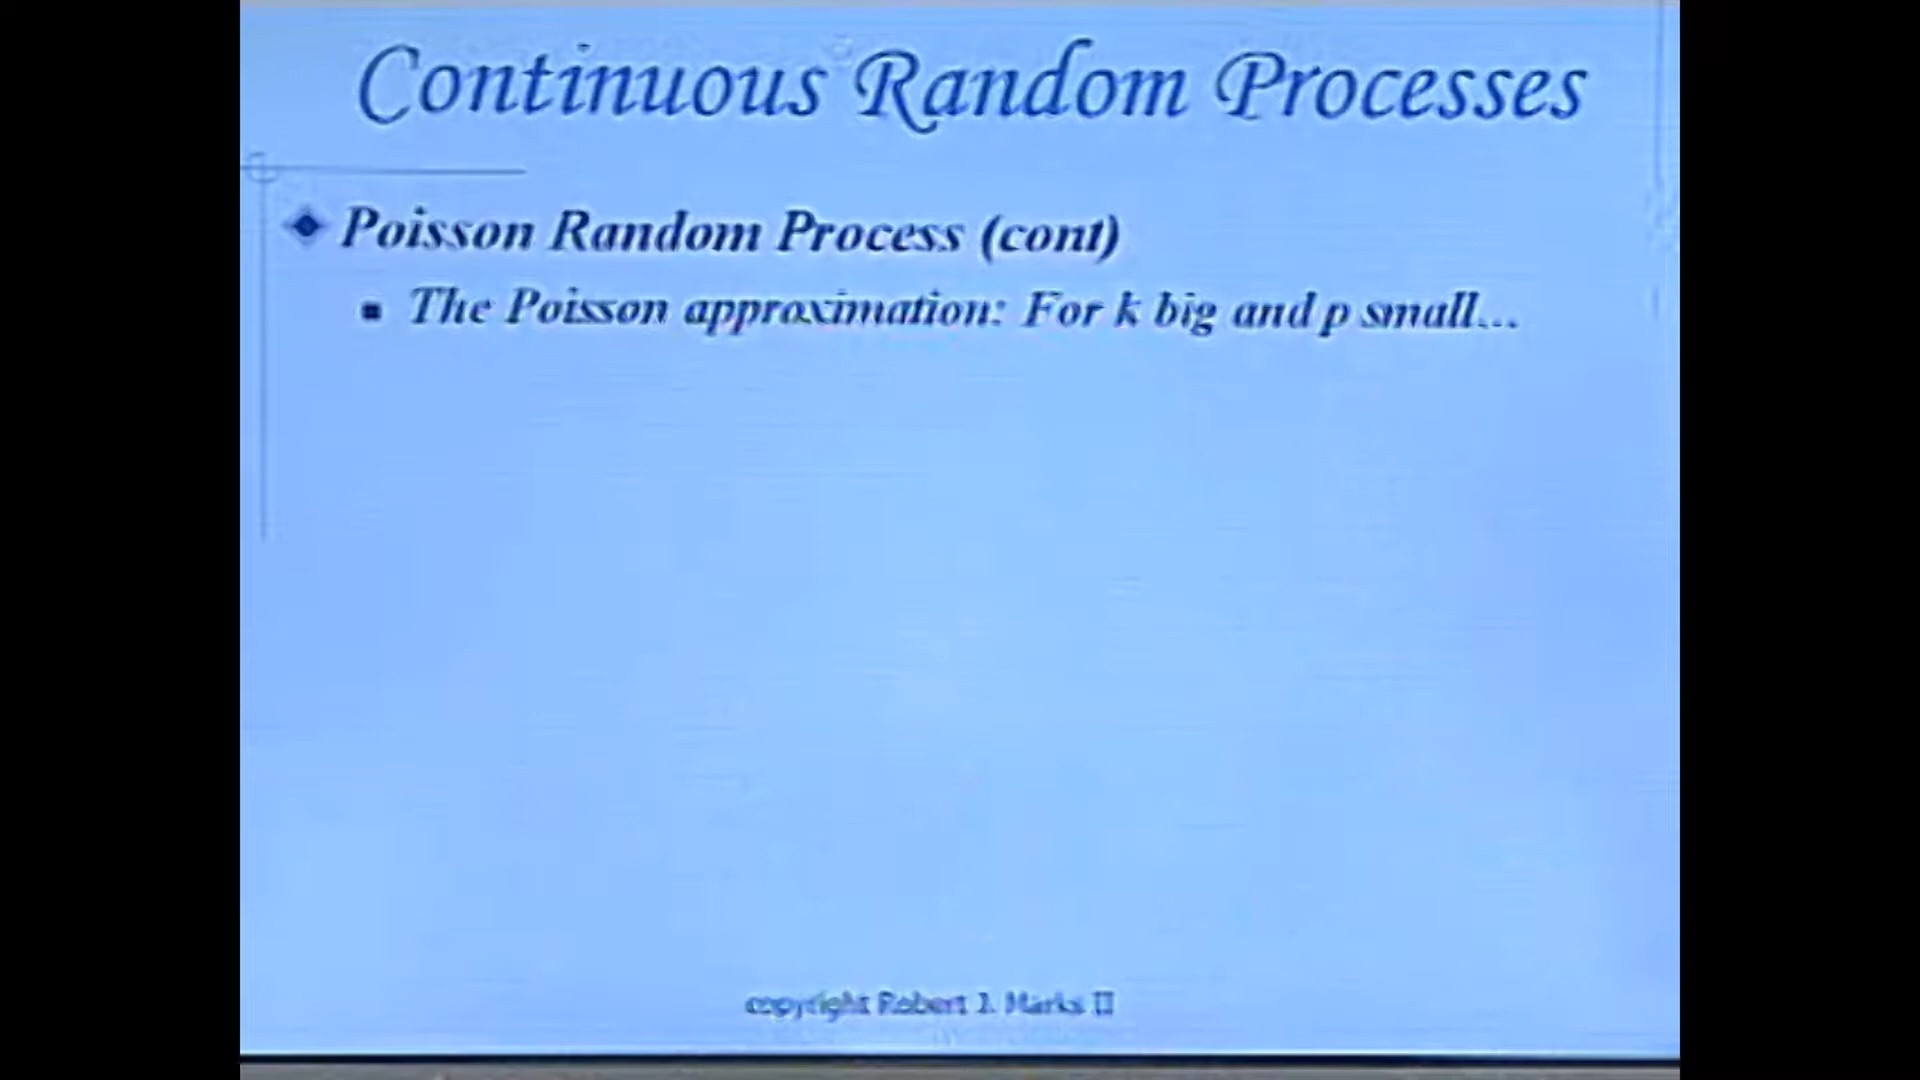 Continuous Random Processes
Poisson Random Process (cont)
The Poisson approximation: For k big and p small...
copyright Robert J. Marks II